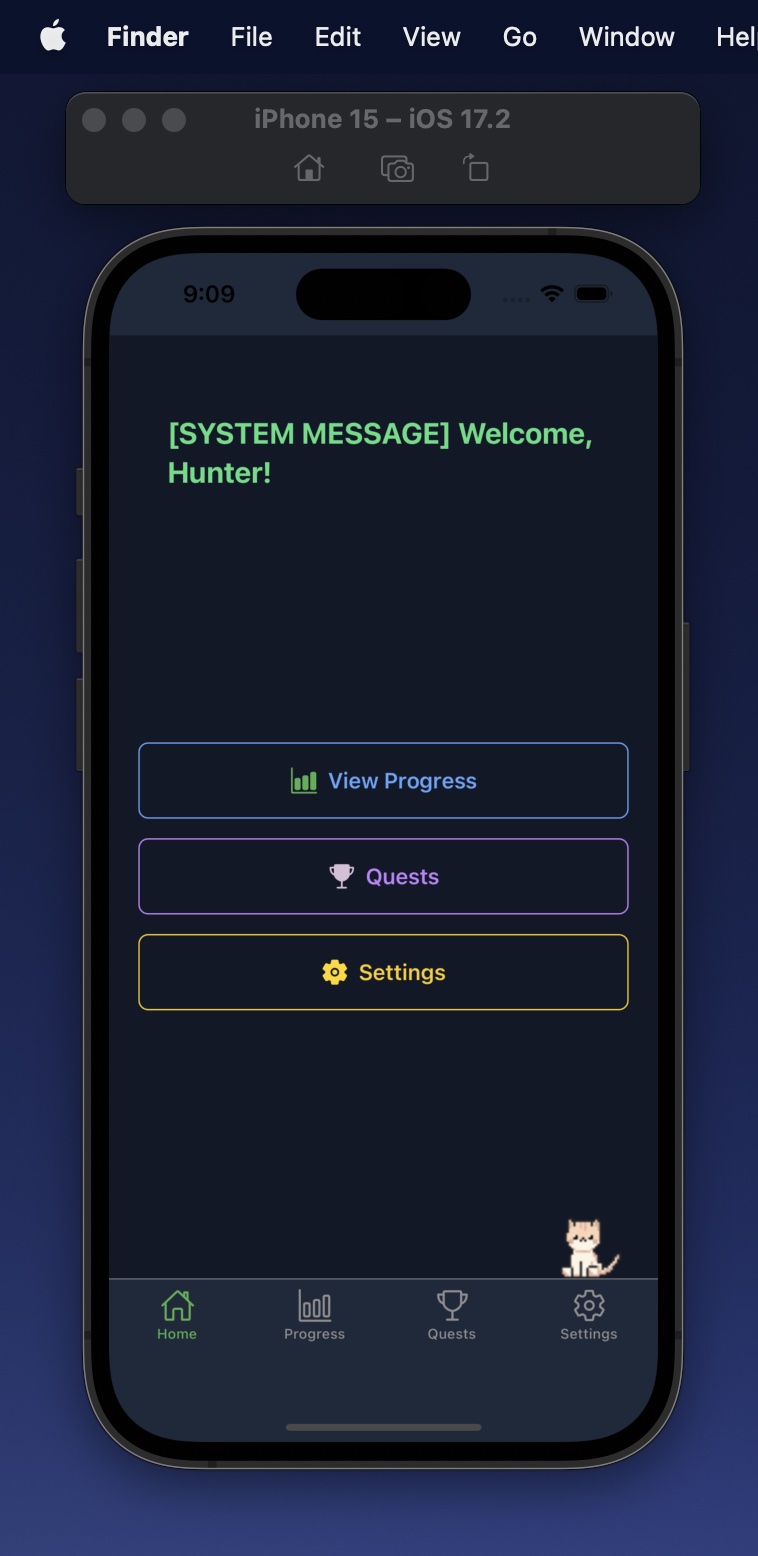 Finder File Edit View Go Window Help
iPhone 15 – iOS 17.2
9:09
[SYSTEM MESSAGE] Welcome,
Hunter!
View Progress
Quests
Settings
Home Progress Quests Settings